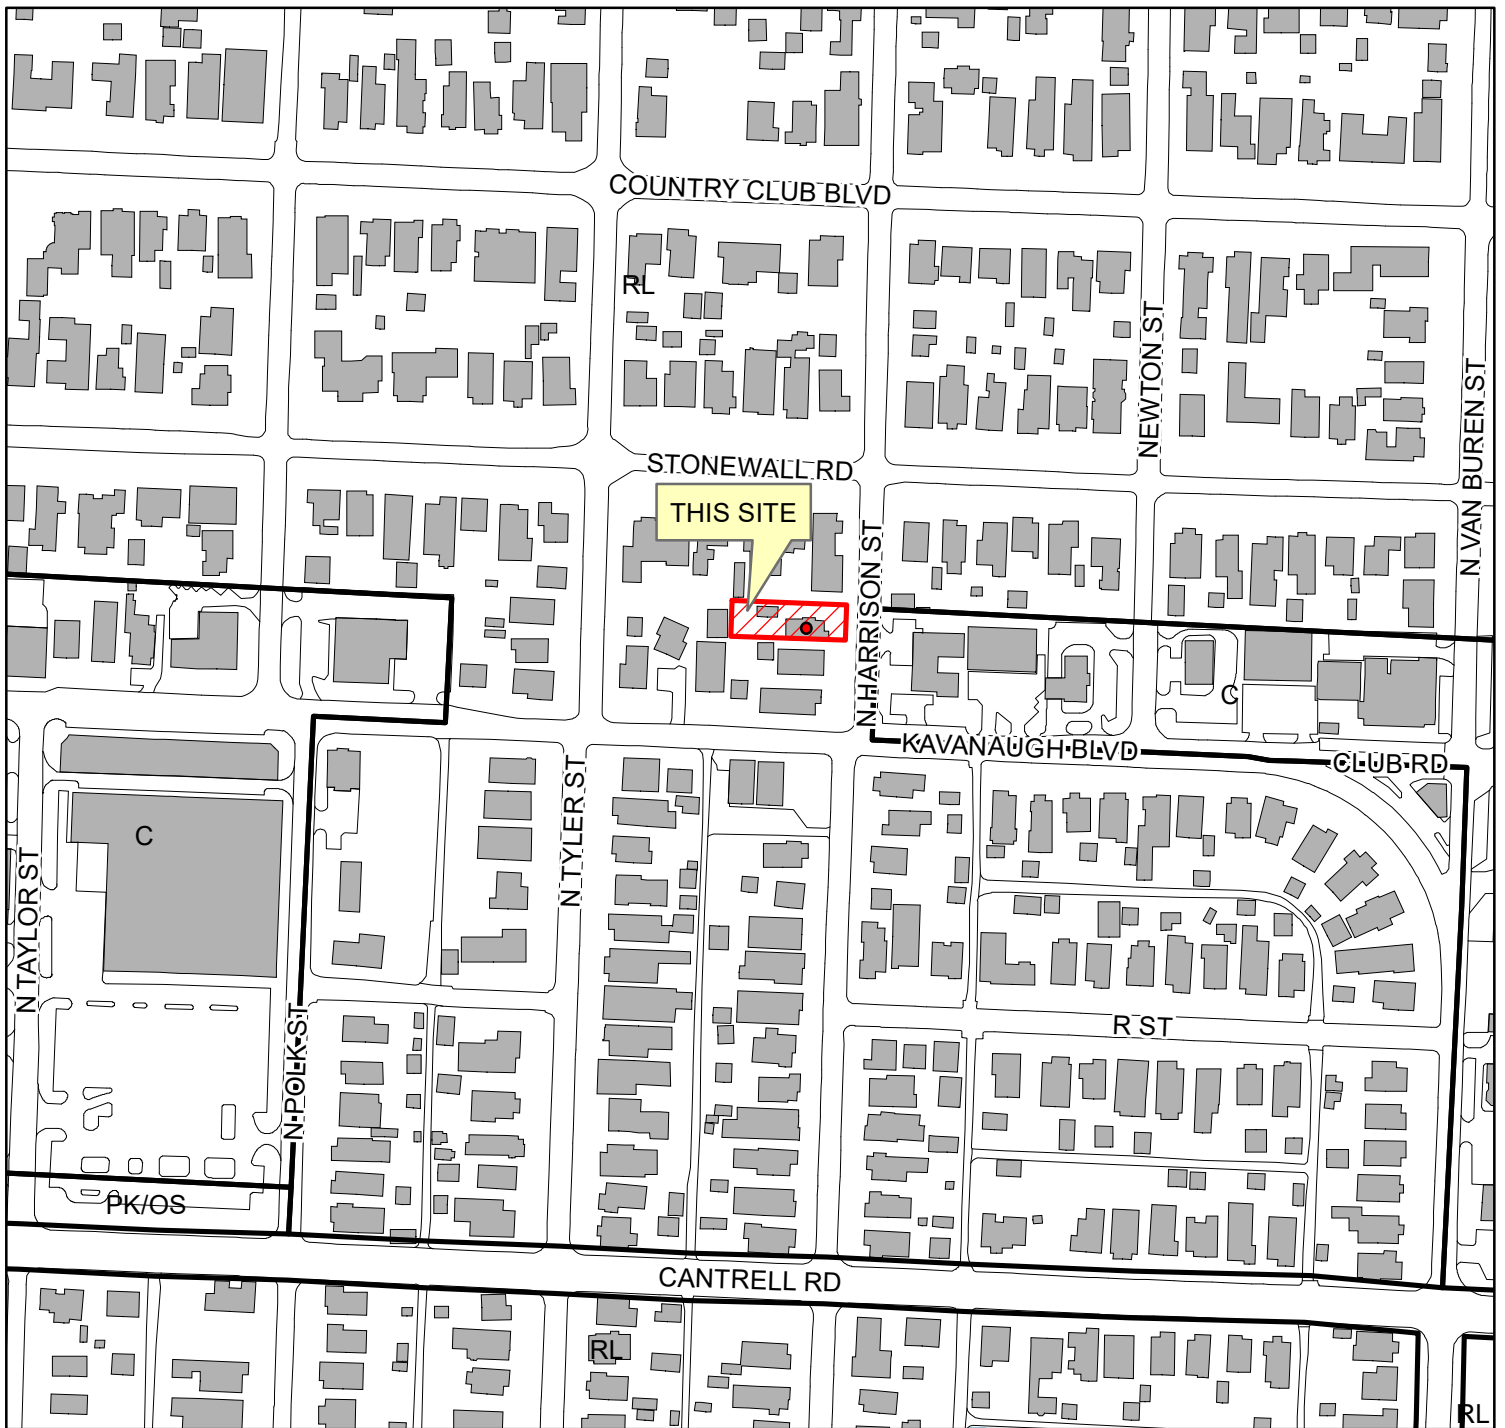 COUNTRY CLUB BLVD
RL
NEWTON ST
N VAN BUREN ST
STONEWALL RD
THIS SITE
N HARRISON ST
C
KAVANAUGH BLVD
CLUB RD
N TYLER ST
C
N TAYLOR ST
N POLK ST
R ST
PK/OS
CANTRELL RD
RL
RL